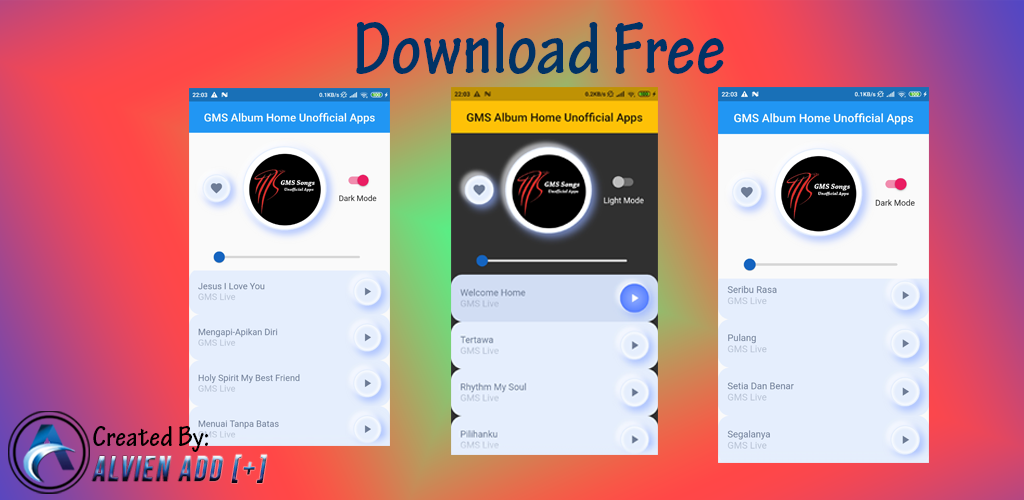 Download Free
22:03
0.1KB/s
100
GMS Album Home Unofficial Apps
GMS Songs
Unofficial Apps
Dark Mode
Jesus I Love You
GMS Live
Mengapi-Apikan Diri
GMS Live
Holy Spirit My Best Friend
GMS Live
Menuai Tanpa Batas
GMS Live
22:03
0.2KB/s
100
GMS Album Home Unofficial Apps
GMS Songs
Unofficial Apps
Light Mode
Welcome Home
GMS Live
Tertawa
GMS Live
Rhythm My Soul
GMS Live
Pilihanku
GMS Live
22:03
0.1KB/s
100
GMS Album Home Unofficial Apps
GMS Songs
Unofficial Apps
Dark Mode
Seribu Rasa
GMS Live
Pulang
GMS Live
Setia Dan Benar
GMS Live
Segalanya
GMS Live
Created By:
ALVIEN ADD [+]